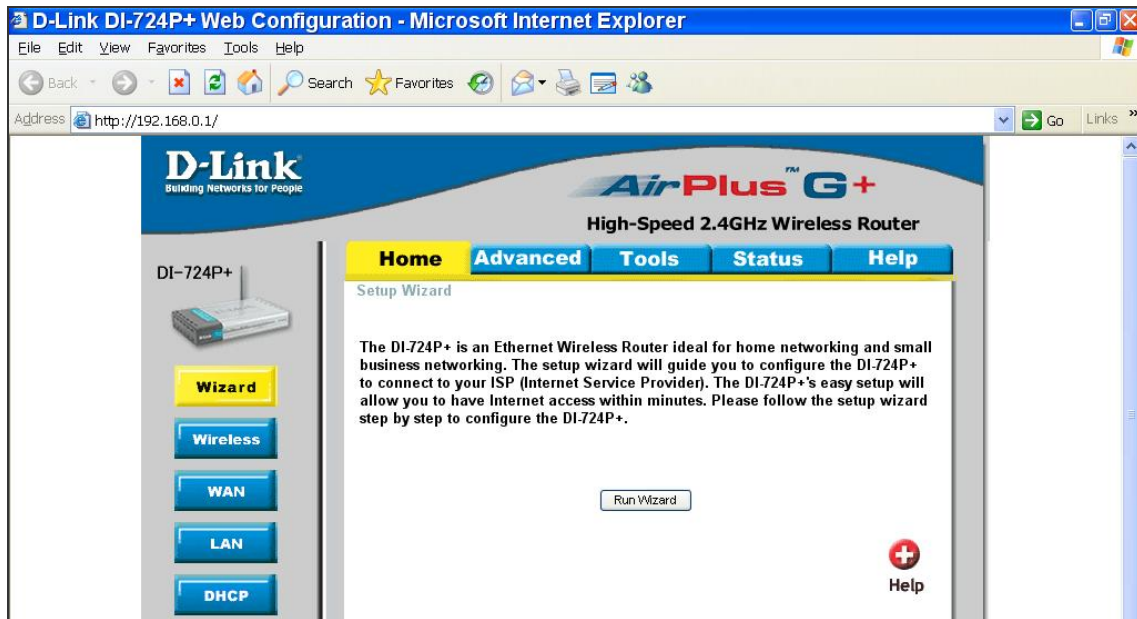 D-Link DI-724P+ Web Configuration - Microsoft Internet Explorer
File Edit View Favorites Tools Help
Back Search Favorites
Address http://192.168.0.1/ Go Links »
D-Link
Building Networks for People
AirPlus™ G+
High-Speed 2.4GHz Wireless Router
DI-724P+
Home Advanced Tools Status Help
Setup Wizard
The DI-724P+ is an Ethernet Wireless Router ideal for home networking and small
business networking. The setup wizard will guide you to configure the DI-724P+
to connect to your ISP (Internet Service Provider). The DI-724P+'s easy setup will
allow you to have Internet access within minutes. Please follow the setup wizard
step by step to configure the DI-724P+.
Wizard
Wireless
WAN
LAN
DHCP
Run Wizard
Help